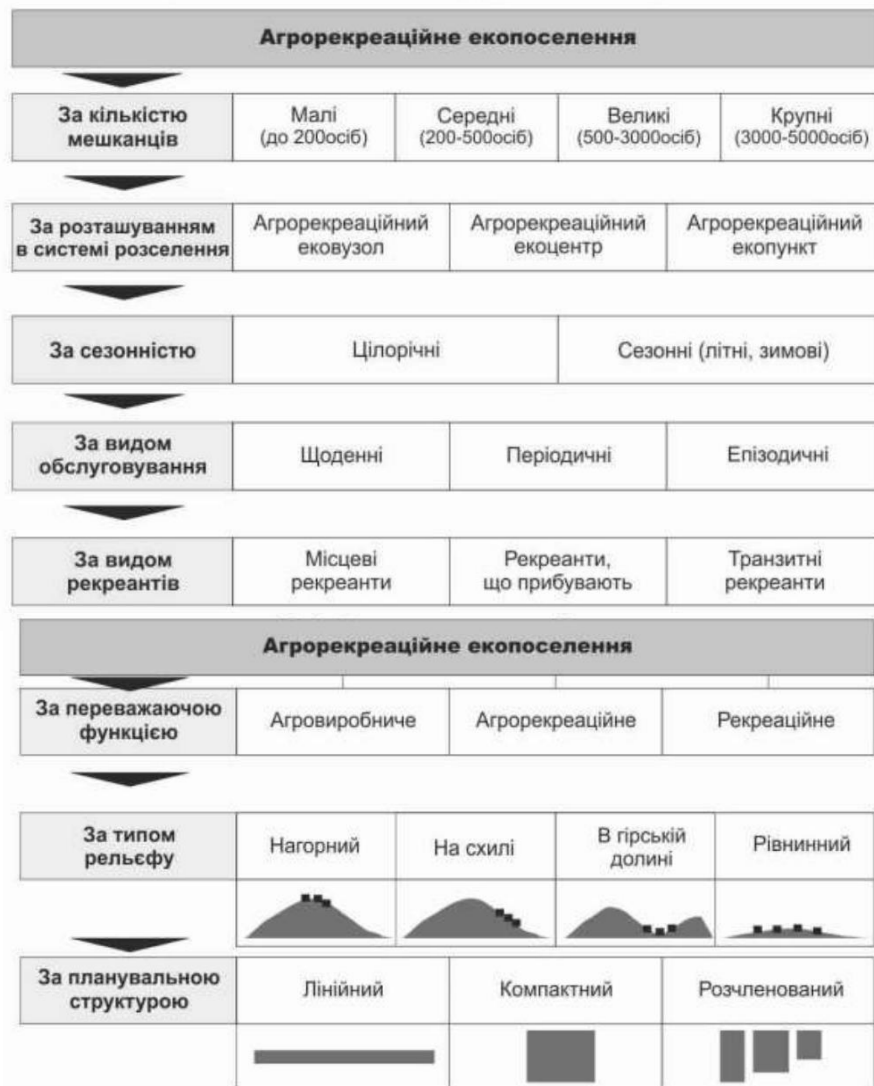 Агрорекреаційне екопоселення
За кількістю
мешканців
Малі
(до 200осіб)
Середні
(200-500осіб)
Великі
(500-3000осіб)
Крупні
(3000-5000осіб)
За розташуванням
в системі розселення
Агрорекреаційний
ековузол
Агрорекреаційний
екоцентр
Агрорекреаційний
екопункт
За сезонністю
Цілорічні
Сезонні (літні, зимові)
За видом
обслуговування
Щоденні
Періодичні
Епізодичні
За видом
рекреантів
Місцеві
рекреанти
Рекреанти,
що прибувають
Транзитні
рекреанти
Агрорекреаційне екопоселення
За переважаючою
функцією
Агровиробниче
Агрорекреаційне
Рекреаційне
За типом
рельєфу
Нагорний
На схилі
В гірській
долині
Рівнинний
За планувальною
структурою
Лінійний
Компактний
Розчленований